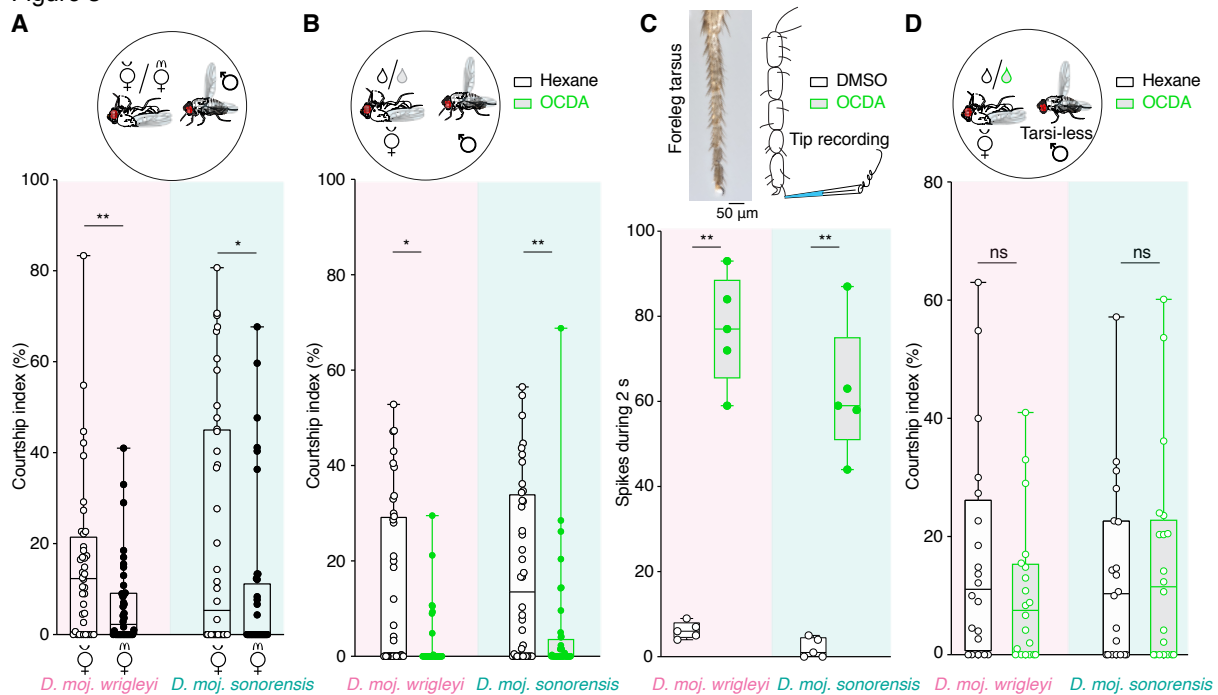 Figure 3
A
B
Hexane
OCDA
C
Foreleg tarsus
DMSO
OCDA
Tip recording
50 µm
D
Tarsi-less
Hexane
OCDA
Courtship index (%)
100
80
60
40
20
0
**
*
D. moj. wrigleyi
D. moj. sonorensis
Courtship index (%)
100
80
60
40
20
0
*
**
D. moj. wrigleyi
D. moj. sonorensis
Spikes during 2 s
100
80
60
40
20
0
**
**
D. moj. wrigleyi
D. moj. sonorensis
Courtship index (%)
80
60
40
20
0
ns
ns
D. moj. wrigleyi
D. moj. sonorensis